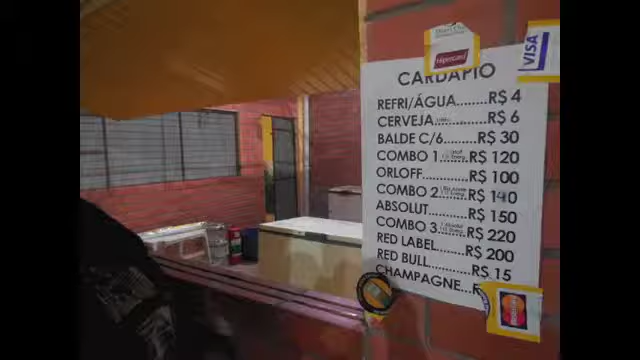 Hipercard
VISA
CARDÁPIO
REFRI/ÁGUA........R$ 4
CERVEJA..........R$ 6
BALDE C/6........R$ 30
COMBO 1 R$ 120
ORLOFF............R$ 100
COMBO 2 R$ 140
ABSOLUT.........R$ 150
COMBO 3 R$ 220
RED LABEL.......R$ 200
RED BULL..........R$ 15
CHAMPAGNE...
MasterCard